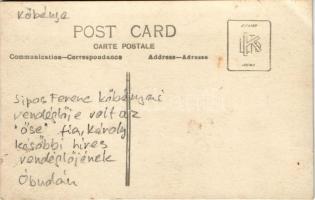 Kőbánya
POST CARD
CARTE POSTALE
Communication—Correspondance
Address—Adresse
Sipos Ferenc kőbányai
vendéglője volt az
"őse" fia, Károly
későbbi híres
vendéglőjének
Óbudán